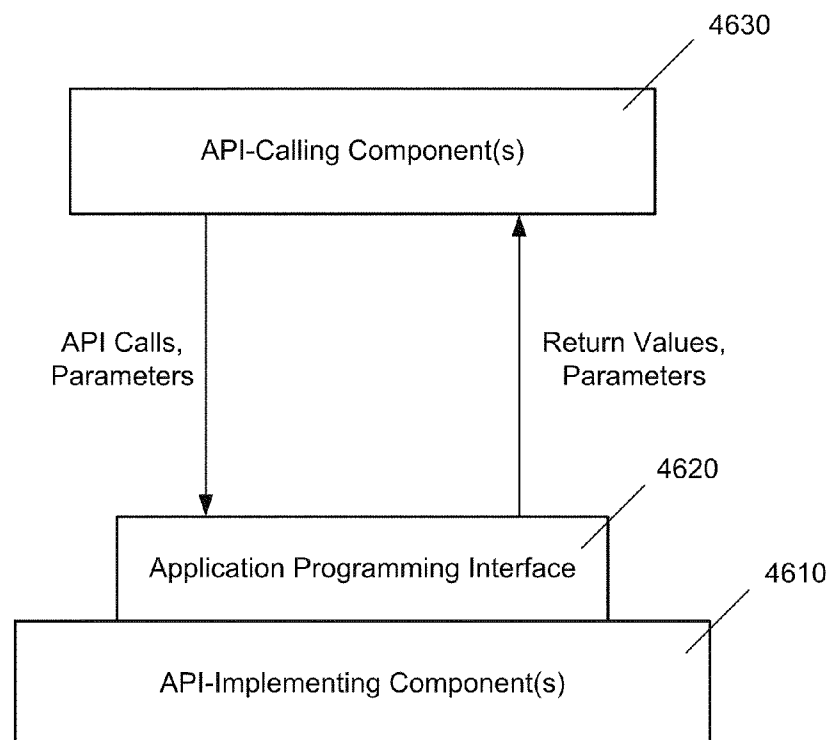 4630
API-Calling Component(s)
API Calls,
Parameters
Return Values,
Parameters
4620
Application Programming Interface
4610
API-Implementing Component(s)